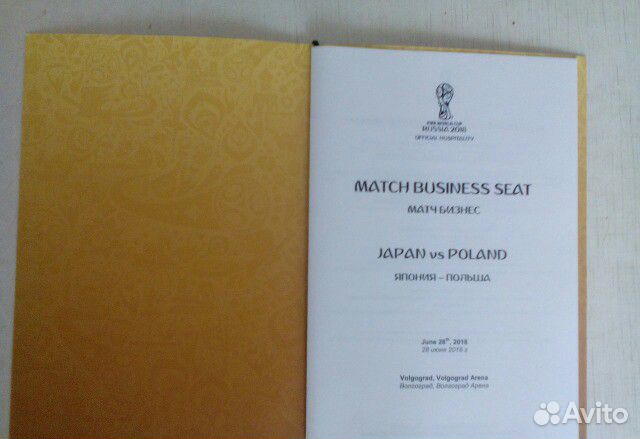 FIFA WORLD CUP
RUSSIA 2018
OFFICIAL HOSPITALITY
MATCH BUSINESS SEAT
МАТЧ БИЗНЕС
JAPAN vs POLAND
ЯПОНИЯ – ПОЛЬША
June 28th, 2018
28 июня 2018 г
Volgograd, Volgograd Arena
Волгоград, Волгоград Арена
Avito